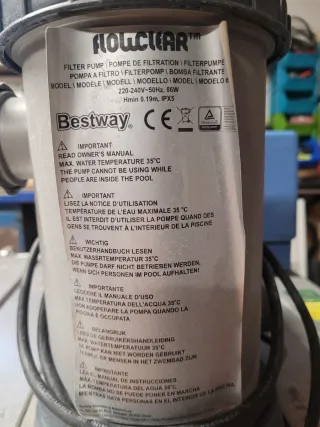 FLOWCLEAR™
FILTER PUMP \ POMPE DE FILTRATION \ FILTERPUMPE
POMPA A FILTRO \ FILTERPOMP \ BOMBA FILTRANTE
MODEL \ MODÈLE \ MODELL \ MODELLO \ MODEL \ MODELO #
220-240V~50Hz, 86W
Hmin 0.19m, IPX5
Bestway® CE
IMPORTANT
READ OWNER'S MANUAL
MAX. WATER TEMPERATURE 35°C
THE PUMP CANNOT BE USING WHILE
PEOPLE ARE INSIDE THE POOL
IMPORTANT
LISEZ LA NOTICE D'UTILISATION
TEMPÉRATURE DE L'EAU MAXIMALE 35 °C
IL EST INTERDIT D'UTILISER LA POMPE QUAND DES
GENS SE TROUVENT À L'INTÉRIEUR DE LA PISCINE
WICHTIG
BENUTZERHANDBUCH LESEN
MAX WASSERTEMPERATUR 35°C
DIE PUMPE DARF NICHT BETRIEBEN WERDEN,
WENN SICH PERSONEN IM POOL AUFHALTEN!
IMPORTANTE
LEGGERE IL MANUALE D'USO
MAX TEMPERATURA DELL'ACQUA 35°C
NON ADOPERARE LA POMPA QUANDO LA
PISCINA È OCCUPATA
BELANGRIJK
LEES DE GEBRUIKERSHANDLEIDING
MAX WATERTEMPERATUUR 35°C
DE POMP KAN NIET WORDEN GEBRUIKT
TERWIJL ER MENSEN IN HET ZWEMBAD ZIJN
IMPORTANTE
LEA EL MANUAL DE INSTRUCCIONES
MAX. TEMPERATURA DEL AGUA 35°C
LA BOMBA NO SE PUEDE PONER EN MARCHA
MIENTRAS HAYA PERSONAS EN EL INTERIOR DE LA PISCINA